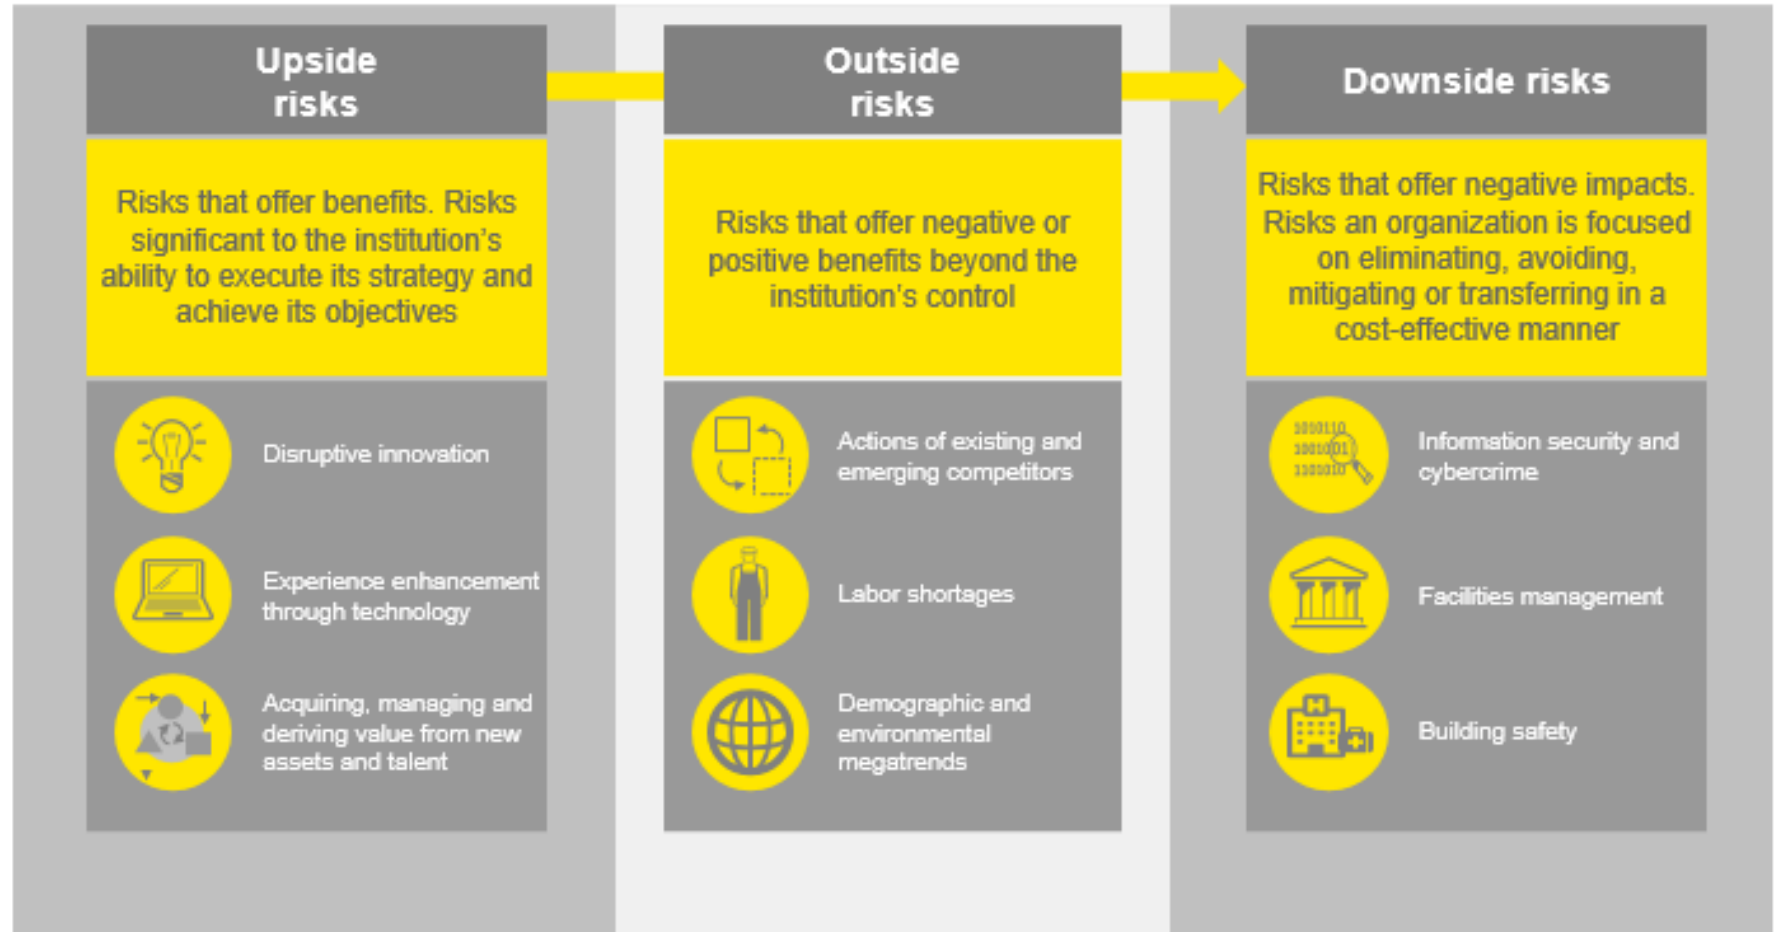 Upside
risks
Risks that offer benefits. Risks
significant to the institution's
ability to execute its strategy and
achieve its objectives
Disruptive innovation
Experience enhancement
through technology
Acquiring, managing and
deriving value from new
assets and talent
Outside
risks
Risks that offer negative or
positive benefits beyond the
institution's control
Actions of existing and
emerging competitors
Labor shortages
Demographic and
environmental
megatrends
Downside risks
Risks that offer negative impacts.
Risks an organization is focused
on eliminating, avoiding,
mitigating or transferring in a
cost-effective manner
1010110
1001001
1101010
Information security and
cybercrime
Facilities management
H
Building safety